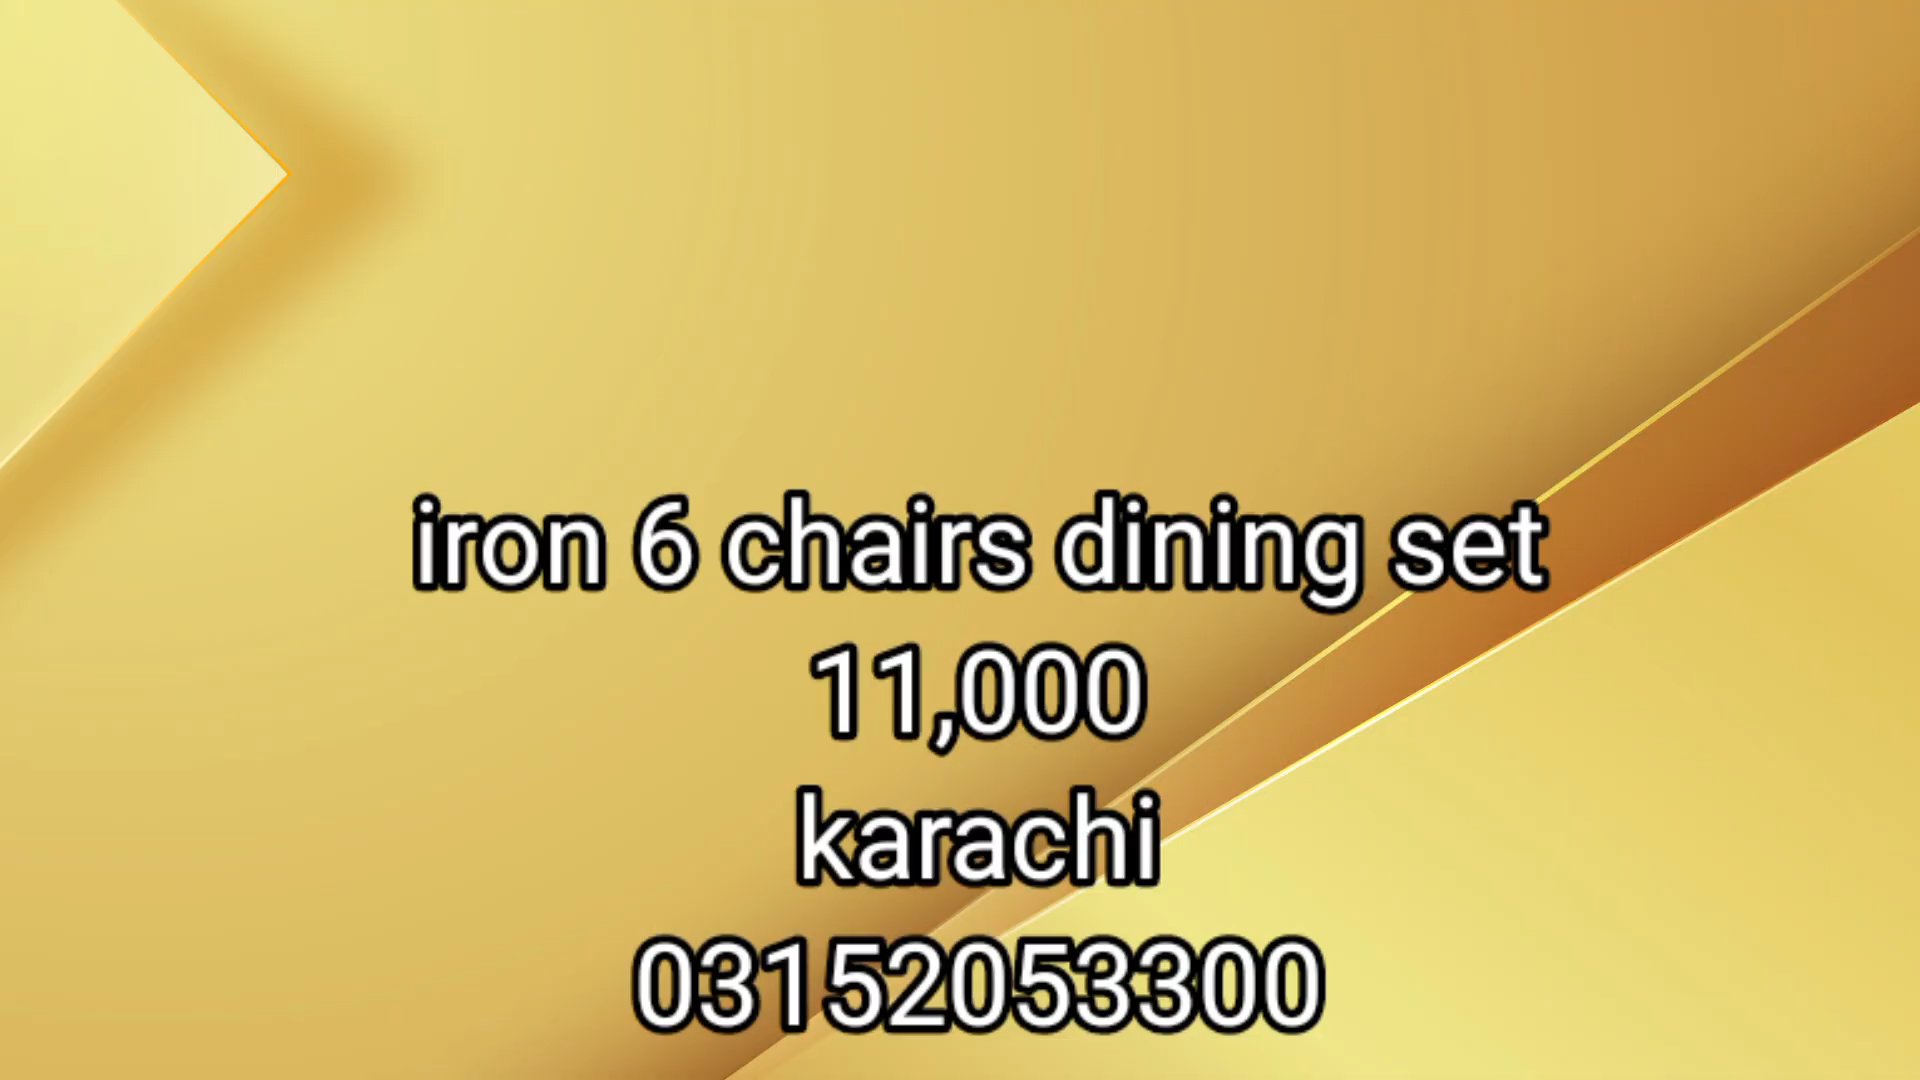 iron 6 chairs dining set
11,000
karachi
03152053300